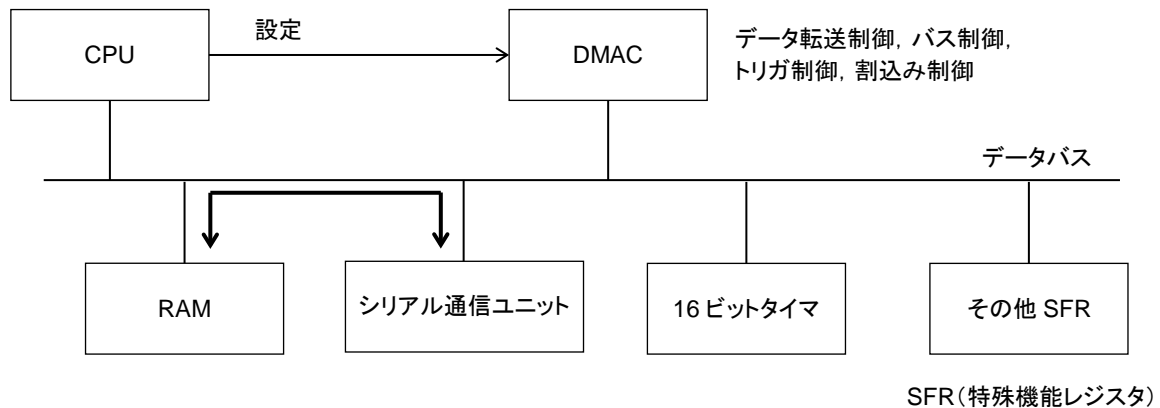 CPU
設定
DMAC
データ転送制御，バス制御，
トリガ制御，割込み制御
データバス
RAM
シリアル通信ユニット
16 ビットタイマ
その他 SFR
SFR（特殊機能レジスタ）